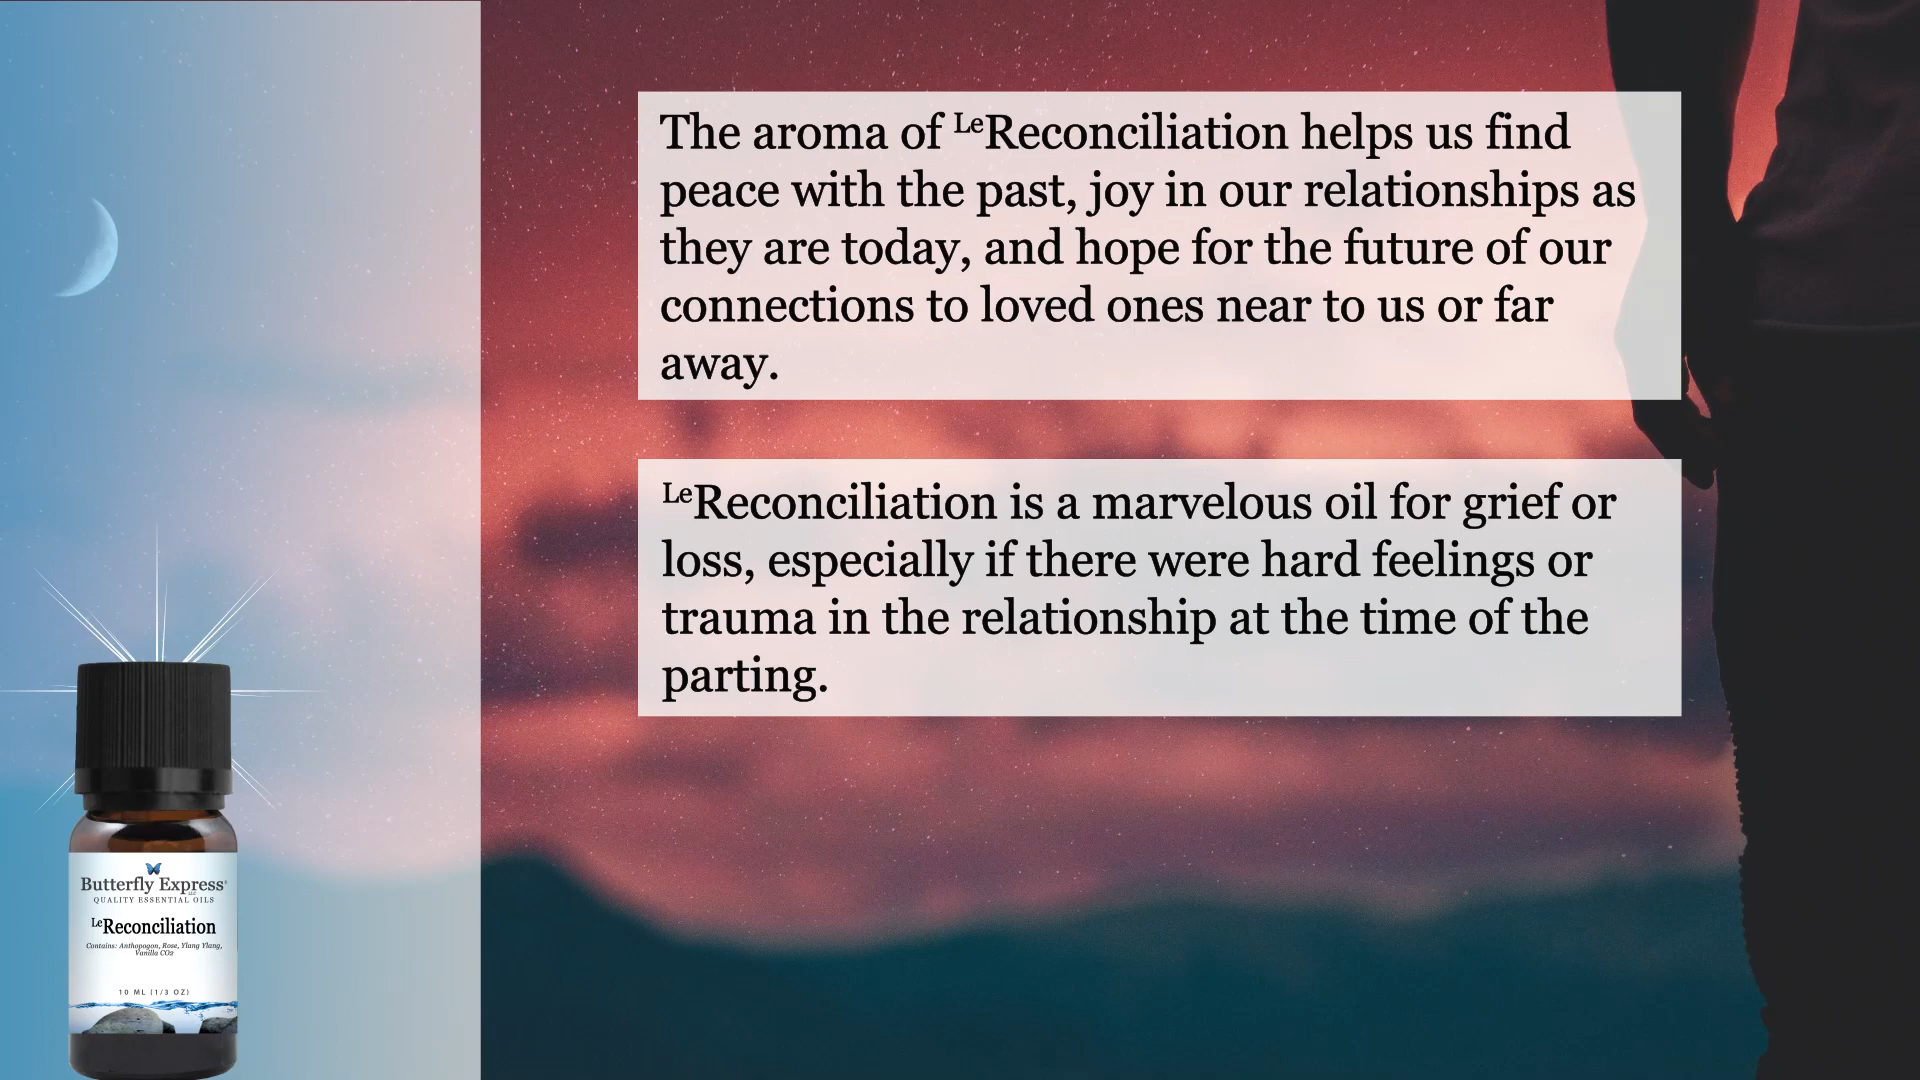 The aroma of LeReconciliation helps us find
peace with the past, joy in our relationships as
they are today, and hope for the future of our
connections to loved ones near to us or far
away.
LeReconciliation is a marvelous oil for grief or
loss, especially if there were hard feelings or
trauma in the relationship at the time of the
parting.
Butterfly Express®
LLC
QUALITY ESSENTIAL OILS
LeReconciliation
Contains: Anthopogon, Rose, Ylang Ylang,
Vanilla CO2
10 ML (1/3 OZ)